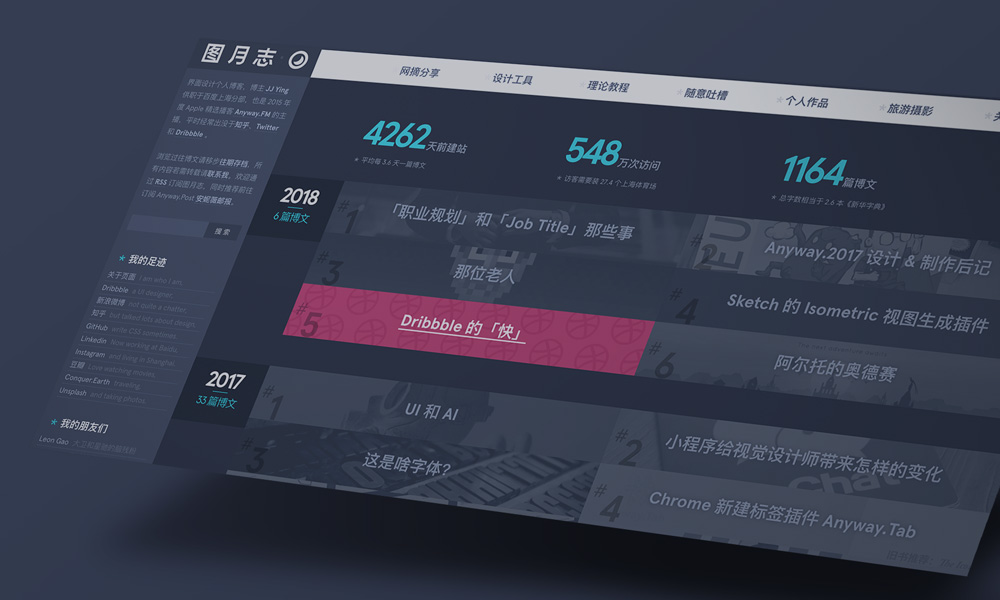 图月志
网摘分享
设计工具
理论教程
随意吐槽
个人作品
旅游摄影
界面设计个人博客，博主 JJ Ying
供职于百度上海分部，也是 2015 年
度 Apple 精选播客 Anyway.FM 的主
播，平时经常出没于知乎、Twitter
和 Dribbble 。
浏览过往博文请移步往期存档，所
有内容若需转载请联系我，欢迎通
过 RSS 订阅图月志，同时推荐前往
订阅 Anyway.Post 安妮薇邮报。
搜 索
* 我的足迹
关于页面 I am who I am.
Dribbble a UI designer,
新浪微博 not quite a chatter,
知乎 but talked lots about design,
GitHub write CSS sometimes.
Linkedin Now working at Baidu,
Instagram and living in Shanghai.
豆瓣 Love watching movies,
Conquer.Earth traveling,
Unsplash and taking photos.
* 我的朋友们
Leon Gao
4262天前建站
* 平均每 3.6 天一篇博文
548万次访问
* 访客需要装 27.4 个上海体育场
1164篇博文
* 总字数相当于 2.6 本《新华字典》
2018
6 篇博文
#1
「职业规划」和「Job Title」那些事
#2
Anyway.2017 设计 & 制作后记
#3
那位老人
#4
Sketch 的 Isometric 视图生成插件
#5
Dribbble 的「快」
#6
阿尔托的奥德赛
2017
33 篇博文
#1
UI 和 AI
#2
小程序给视觉设计师带来怎样的变化
#3
这是啥字体?
#4
Chrome 新建标签插件 Anyway.Tab